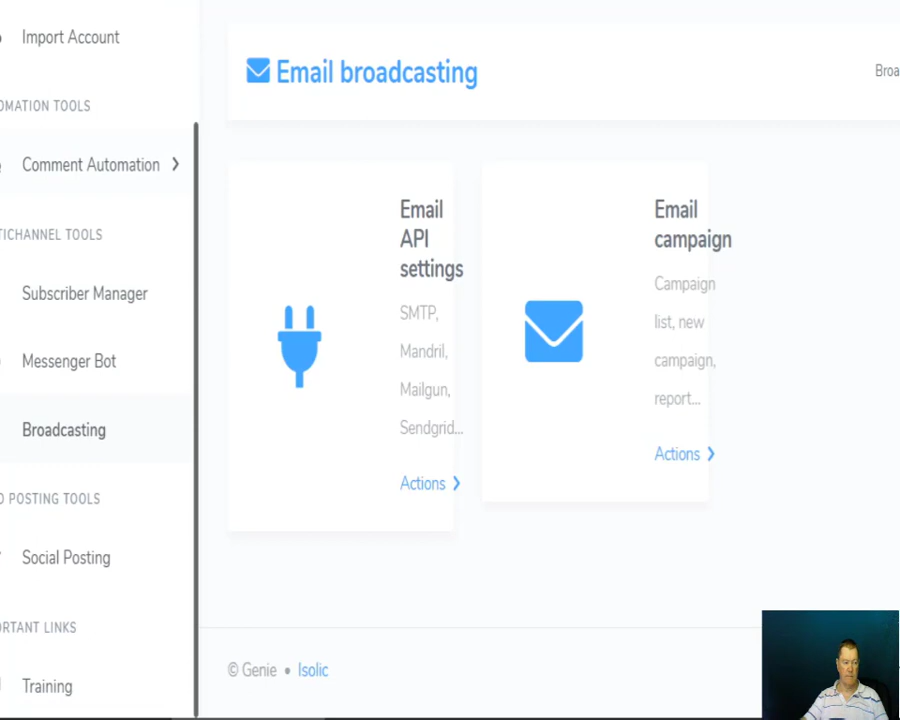 Import Account
OMATION TOOLS
Comment Automation
TICHANNEL TOOLS
Subscriber Manager
Messenger Bot
Broadcasting
O POSTING TOOLS
Social Posting
ORTANT LINKS
Training
Email broadcasting
Broa
Email
API
settings
SMTP,
Mandril,
Mailgun,
Sendgrid...
Actions
Email
campaign
Campaign
list, new
campaign,
report...
Actions
© Genie • Isolic